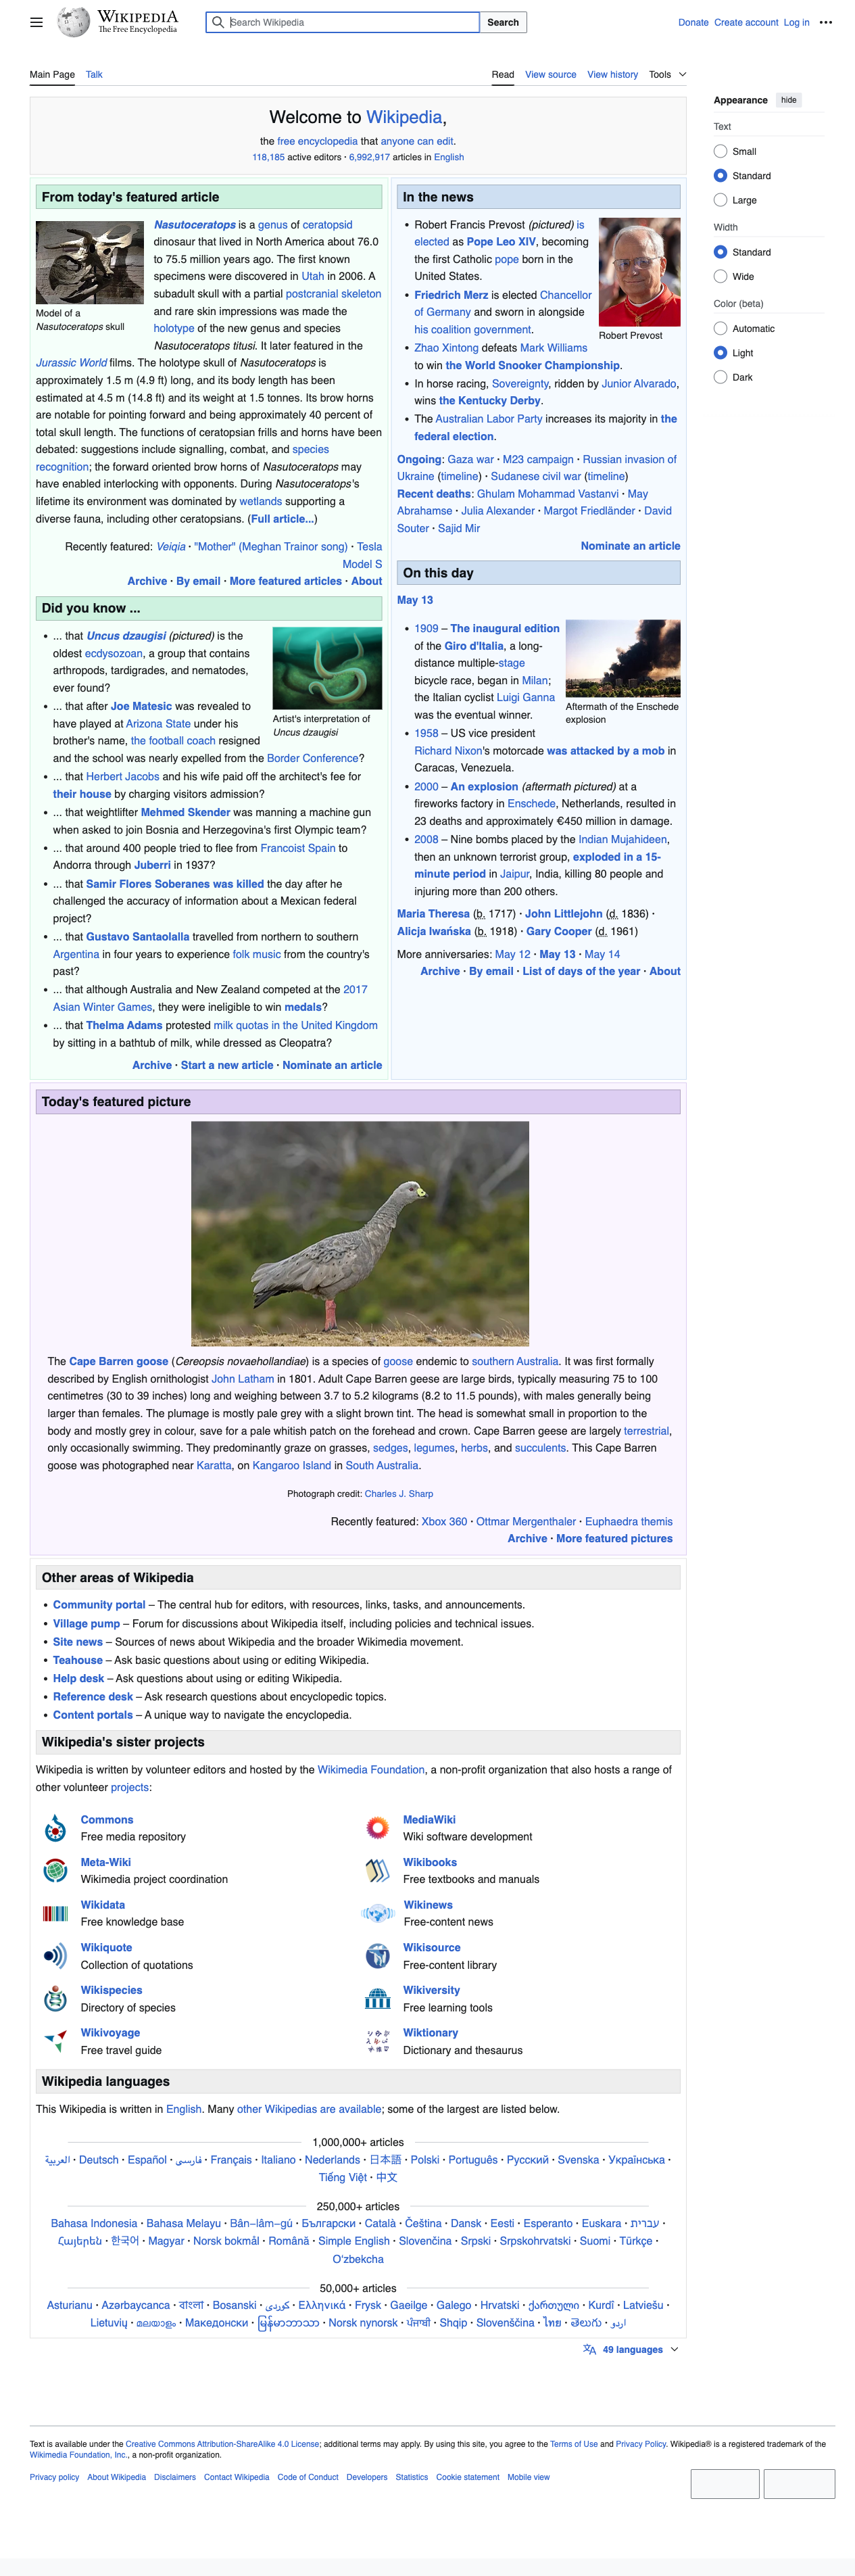 WIKIPEDIA
The Free Encyclopedia
Search Wikipedia
Search
Donate Create account Log in
Main Page Talk
Read View source View history Tools
Welcome to Wikipedia,
the free encyclopedia that anyone can edit.
118,185 active editors · 6,992,917 articles in English
From today's featured article
Model of a
Nasutoceratops skull
Nasutoceratops is a genus of ceratopsid
dinosaur that lived in North America about 76.0
to 75.5 million years ago. The first known
specimens were discovered in Utah in 2006. A
subadult skull with a partial postcranial skeleton
and rare skin impressions was made the
holotype of the new genus and species
Nasutoceratops titusi. It later featured in the
Jurassic World films. The holotype skull of Nasutoceratops is
approximately 1.5 m (4.9 ft) long, and its body length has been
estimated at 4.5 m (14.8 ft) and its weight at 1.5 tonnes. Its brow horns
are notable for pointing forward and being approximately 40 percent of
total skull length. The functions of ceratopsian frills and horns have been
debated: suggestions include signalling, combat, and species
recognition; the forward oriented brow horns of Nasutoceratops may
have enabled interlocking with opponents. During Nasutoceratops's
lifetime its environment was dominated by wetlands supporting a
diverse fauna, including other ceratopsians. (Full article...)
Recently featured: Veiqia · "Mother" (Meghan Trainor song) · Tesla
Model S
Archive · By email · More featured articles · About
Did you know ...
... that Uncus dzaugisi (pictured) is the
oldest ecdysozoan, a group that contains
arthropods, tardigrades, and nematodes,
ever found?
Artist's interpretation of
Uncus dzaugisi
... that after Joe Matesic was revealed to
have played at Arizona State under his
brother's name, the football coach resigned
and the school was nearly expelled from the Border Conference?
... that Herbert Jacobs and his wife paid off the architect's fee for
their house by charging visitors admission?
... that weightlifter Mehmed Skender was manning a machine gun
when asked to join Bosnia and Herzegovina's first Olympic team?
... that around 400 people tried to flee from Francoist Spain to
Andorra through Juberri in 1937?
... that Samir Flores Soberanes was killed the day after he
challenged the accuracy of information about a Mexican federal
project?
... that Gustavo Santaolalla travelled from northern to southern
Argentina in four years to experience folk music from the country's
past?
... that although Australia and New Zealand competed at the 2017
Asian Winter Games, they were ineligible to win medals?
... that Thelma Adams protested milk quotas in the United Kingdom
by sitting in a bathtub of milk, while dressed as Cleopatra?
Archive · Start a new article · Nominate an article
In the news
Robert Francis Prevost (pictured) is
elected as Pope Leo XIV, becoming
the first Catholic pope born in the
United States.
Friedrich Merz is elected Chancellor
of Germany and sworn in alongside
his coalition government.
Robert Prevost
Zhao Xintong defeats Mark Williams
to win the World Snooker Championship.
In horse racing, Sovereignty, ridden by Junior Alvarado,
wins the Kentucky Derby.
The Australian Labor Party increases its majority in the
federal election.
Ongoing: Gaza war · M23 campaign · Russian invasion of
Ukraine (timeline) · Sudanese civil war (timeline)
Recent deaths: Ghulam Mohammad Vastanvi · May
Abrahamse · Julia Alexander · Margot Friedländer · David
Souter · Sajid Mir
Nominate an article
On this day
May 13
1909 – The inaugural edition
of the Giro d'Italia, a long-
distance multiple-stage
bicycle race, began in Milan;
the Italian cyclist Luigi Ganna
was the eventual winner.
Aftermath of the Enschede
explosion
1958 – US vice president
Richard Nixon's motorcade was attacked by a mob in
Caracas, Venezuela.
2000 – An explosion (aftermath pictured) at a
fireworks factory in Enschede, Netherlands, resulted in
23 deaths and approximately €450 million in damage.
2008 – Nine bombs placed by the Indian Mujahideen,
then an unknown terrorist group, exploded in a 15-
minute period in Jaipur, India, killing 80 people and
injuring more than 200 others.
Maria Theresa (b. 1717) · John Littlejohn (d. 1836) ·
Alicja Iwańska (b. 1918) · Gary Cooper (d. 1961)
More anniversaries: May 12 · May 13 · May 14
Archive · By email · List of days of the year · About
Appearance hide
Text
Small
Standard
Large
Width
Standard
Wide
Color (beta)
Automatic
Light
Dark
Today's featured picture
The Cape Barren goose (Cereopsis novaehollandiae) is a species of goose endemic to southern Australia. It was first formally
described by English ornithologist John Latham in 1801. Adult Cape Barren geese are large birds, typically measuring 75 to 100
centimetres (30 to 39 inches) long and weighing between 3.7 to 5.2 kilograms (8.2 to 11.5 pounds), with males generally being
larger than females. The plumage is mostly pale grey with a slight brown tint. The head is somewhat small in proportion to the
body and mostly grey in colour, save for a pale whitish patch on the forehead and crown. Cape Barren geese are largely terrestrial,
only occasionally swimming. They predominantly graze on grasses, sedges, legumes, herbs, and succulents. This Cape Barren
goose was photographed near Karatta, on Kangaroo Island in South Australia.
Photograph credit: Charles J. Sharp
Recently featured: Xbox 360 · Ottmar Mergenthaler · Euphaedra themis
Archive · More featured pictures
Other areas of Wikipedia
Community portal – The central hub for editors, with resources, links, tasks, and announcements.
Village pump – Forum for discussions about Wikipedia itself, including policies and technical issues.
Site news – Sources of news about Wikipedia and the broader Wikimedia movement.
Teahouse – Ask basic questions about using or editing Wikipedia.
Help desk – Ask questions about using or editing Wikipedia.
Reference desk – Ask research questions about encyclopedic topics.
Content portals – A unique way to navigate the encyclopedia.
Wikipedia's sister projects
Wikipedia is written by volunteer editors and hosted by the Wikimedia Foundation, a non-profit organization that also hosts a range of
other volunteer projects:
Commons
Free media repository
MediaWiki
Wiki software development
Meta-Wiki
Wikimedia project coordination
Wikibooks
Free textbooks and manuals
Wikidata
Free knowledge base
Wikinews
Free-content news
Wikiquote
Collection of quotations
Wikisource
Free-content library
Wikispecies
Directory of species
Wikiversity
Free learning tools
Wikivoyage
Free travel guide
Wiktionary
Dictionary and thesaurus
Wikipedia languages
This Wikipedia is written in English. Many other Wikipedias are available; some of the largest are listed below.
1,000,000+ articles
العربية · Deutsch · Español · فارسی · Français · Italiano · Nederlands · 日本語 · Polski · Português · Русский · Svenska · Українська ·
Tiếng Việt · 中文
250,000+ articles
Bahasa Indonesia · Bahasa Melayu · Bân-lâm-gú · Български · Català · Čeština · Dansk · Eesti · Esperanto · Euskara · עברית ·
Հայերեն · 한국어 · Magyar · Norsk bokmål · Română · Simple English · Slovenčina · Srpski · Srpskohrvatski · Suomi · Türkçe ·
Oʻzbekcha
50,000+ articles
Asturianu · Azərbaycanca · বাংলা · Bosanski · کوردی · Ελληνικά · Frysk · Gaeilge · Galego · Hrvatski · ქართული · Kurdî · Latviešu ·
Lietuvių · മലയാളം · Македонски · မြန်မာဘာသာ · Norsk nynorsk · ਪੰਜਾਬੀ · Shqip · Slovenščina · ไทย · తెలుగు · اردو
49 languages
Text is available under the Creative Commons Attribution-ShareAlike 4.0 License; additional terms may apply. By using this site, you agree to the Terms of Use and Privacy Policy. Wikipedia® is a registered trademark of the
Wikimedia Foundation, Inc., a non-profit organization.
Privacy policy About Wikipedia Disclaimers Contact Wikipedia Code of Conduct Developers Statistics Cookie statement Mobile view